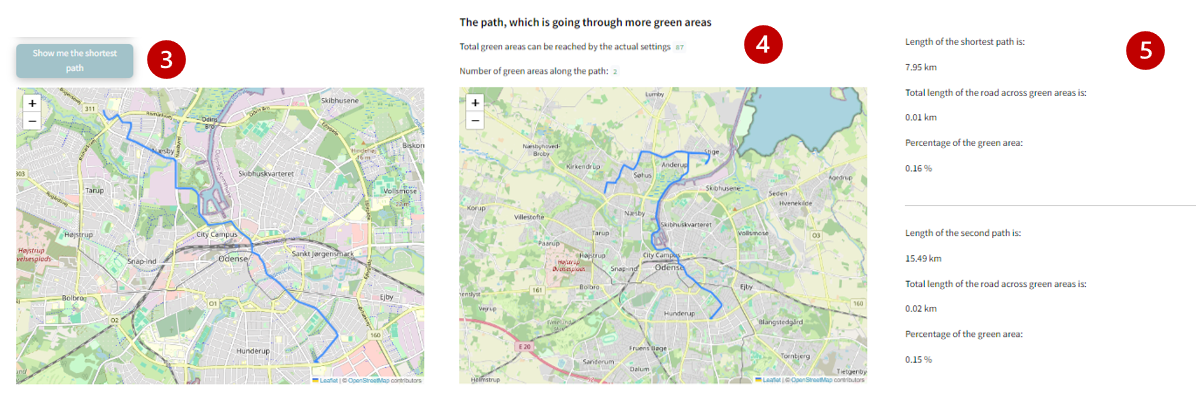 Show me the shortest
path
3
+
−
311
Næsby
Skibhusene
Tarup
Skibhuskvarteret
Vollsmose
Højstrup
City Campus
Snap-ind
Odense
Sankt Jørgensmark
Bolbro
O1
Ejby
O2
160
Hunderup
Leaflet | © OpenStreetMap contributors
The path, which is going through more green areas
Total green areas can be reached by the actual settings 87
Number of green areas along the path: 2
4
+
−
Lumby
Næsbyhoved-
Broby
Kirkendrup
Anderup
Søhus
Skibhusene
Seden
Hvenekilde
Agedrup
Korup
Villestofte
Næsby
Skibhuskvarteret
Tarup
Vollsmose
O3
Paarup
Højstrup
City Campus
Snap-ind
Odense
161
Bolbro
Ejby
160
Hunderup
Blangstedgård
E 20
Fruens Bøge
Sanderum
Dalum
Tornbjerg
Leaflet | © OpenStreetMap contributors
5
Length of the shortest path is:
7.95 km
Total length of the road across green areas is:
0.01 km
Percentage of the green area:
0.16 %
Length of the second path is:
15.49 km
Total length of the road across green areas is:
0.02 km
Percentage of the green area:
0.15 %